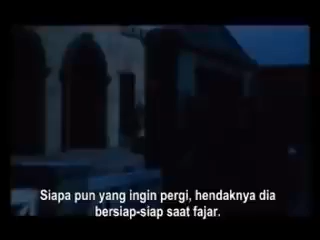 Siapa pun yang ingin pergi, hendaknya dia
bersiap-siap saat fajar.